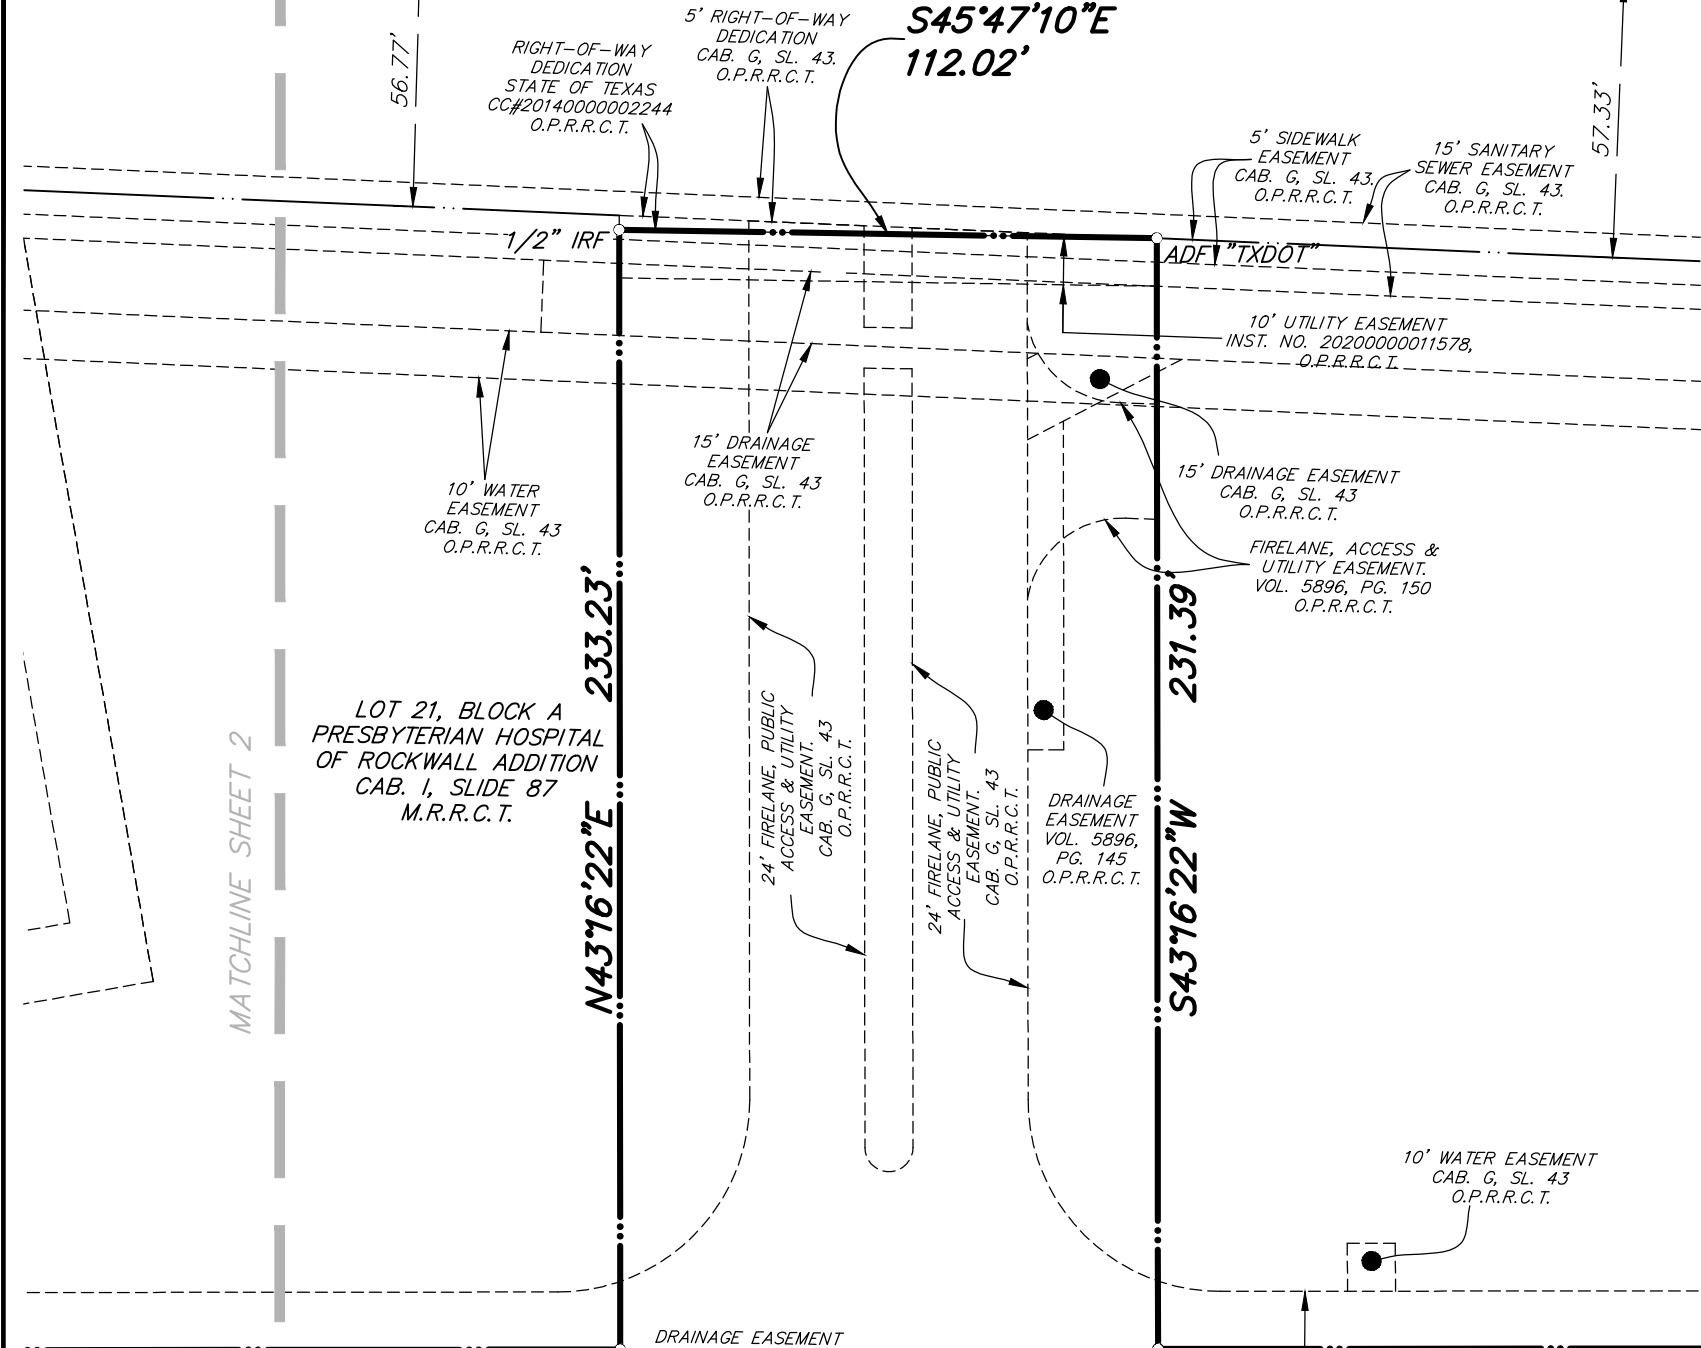 56.77'
RIGHT-OF-WAY
DEDICATION
STATE OF TEXAS
CC#20140000002244
O.P.R.R.C.T.
5' RIGHT-OF-WAY
DEDICATION
CAB. G, SL. 43.
O.P.R.R.C.T.
S45°47'10"E
112.02'
5' SIDEWALK
EASEMENT
CAB. G, SL. 43.
O.P.R.R.C.T.
15' SANITARY
SEWER EASEMENT
CAB. G, SL. 43.
O.P.R.R.C.T.
57.33'
1/2" IRF
ADF "TXDOT"
10' UTILITY EASEMENT
INST. NO. 20200000011578,
O.P.R.R.C.T.
10' WATER
EASEMENT
CAB. G, SL. 43
O.P.R.R.C.T.
15' DRAINAGE
EASEMENT
CAB. G, SL. 43
O.P.R.R.C.T.
15' DRAINAGE EASEMENT
CAB. G, SL. 43
O.P.R.R.C.T.
FIRELANE, ACCESS &
UTILITY EASEMENT.
VOL. 5896, PG. 150
O.P.R.R.C.T.
N43°16'22"E 233.23'
S43°16'22"W 231.39'
LOT 21, BLOCK A
PRESBYTERIAN HOSPITAL
OF ROCKWALL ADDITION
CAB. I, SLIDE 87
M.R.R.C.T.
MATCHLINE SHEET 2
24' FIRELANE, PUBLIC
ACCESS & UTILITY
EASEMENT.
CAB. G, SL. 43
O.P.R.R.C.T.
24' FIRELANE, PUBLIC
ACCESS & UTILITY
EASEMENT.
CAB. G, SL. 43
O.P.R.R.C.T.
DRAINAGE
EASEMENT
VOL. 5896,
PG. 145
O.P.R.R.C.T.
10' WATER EASEMENT
CAB. G, SL. 43
O.P.R.R.C.T.
DRAINAGE EASEMENT